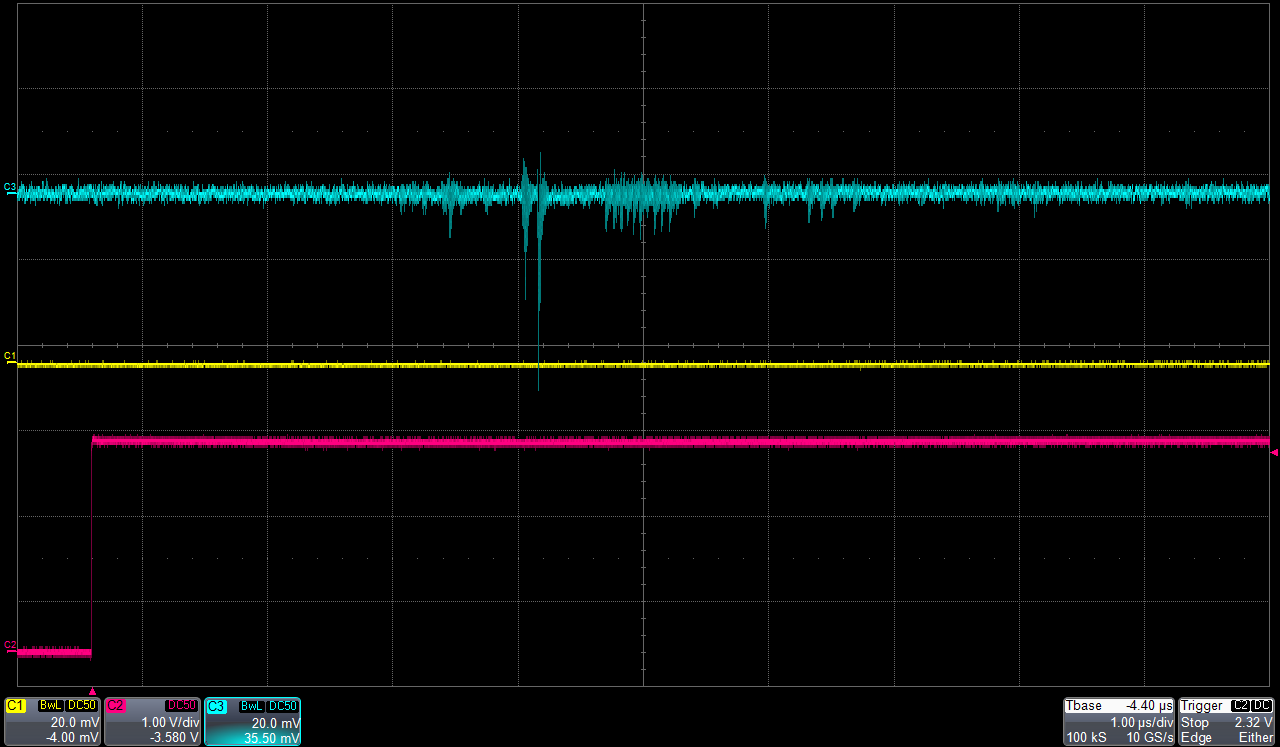 C3
C1
C2
C1 BwL DC50
20.0 mV
-4.00 mV
C2 DC50
1.00 V/div
-3.580 V
C3 BwL DC50
20.0 mV
35.50 mV
Tbase -4.40 µs
1.00 µs/div
100 kS 10 GS/s
Trigger C2 DC
Stop 2.32 V
Edge Either